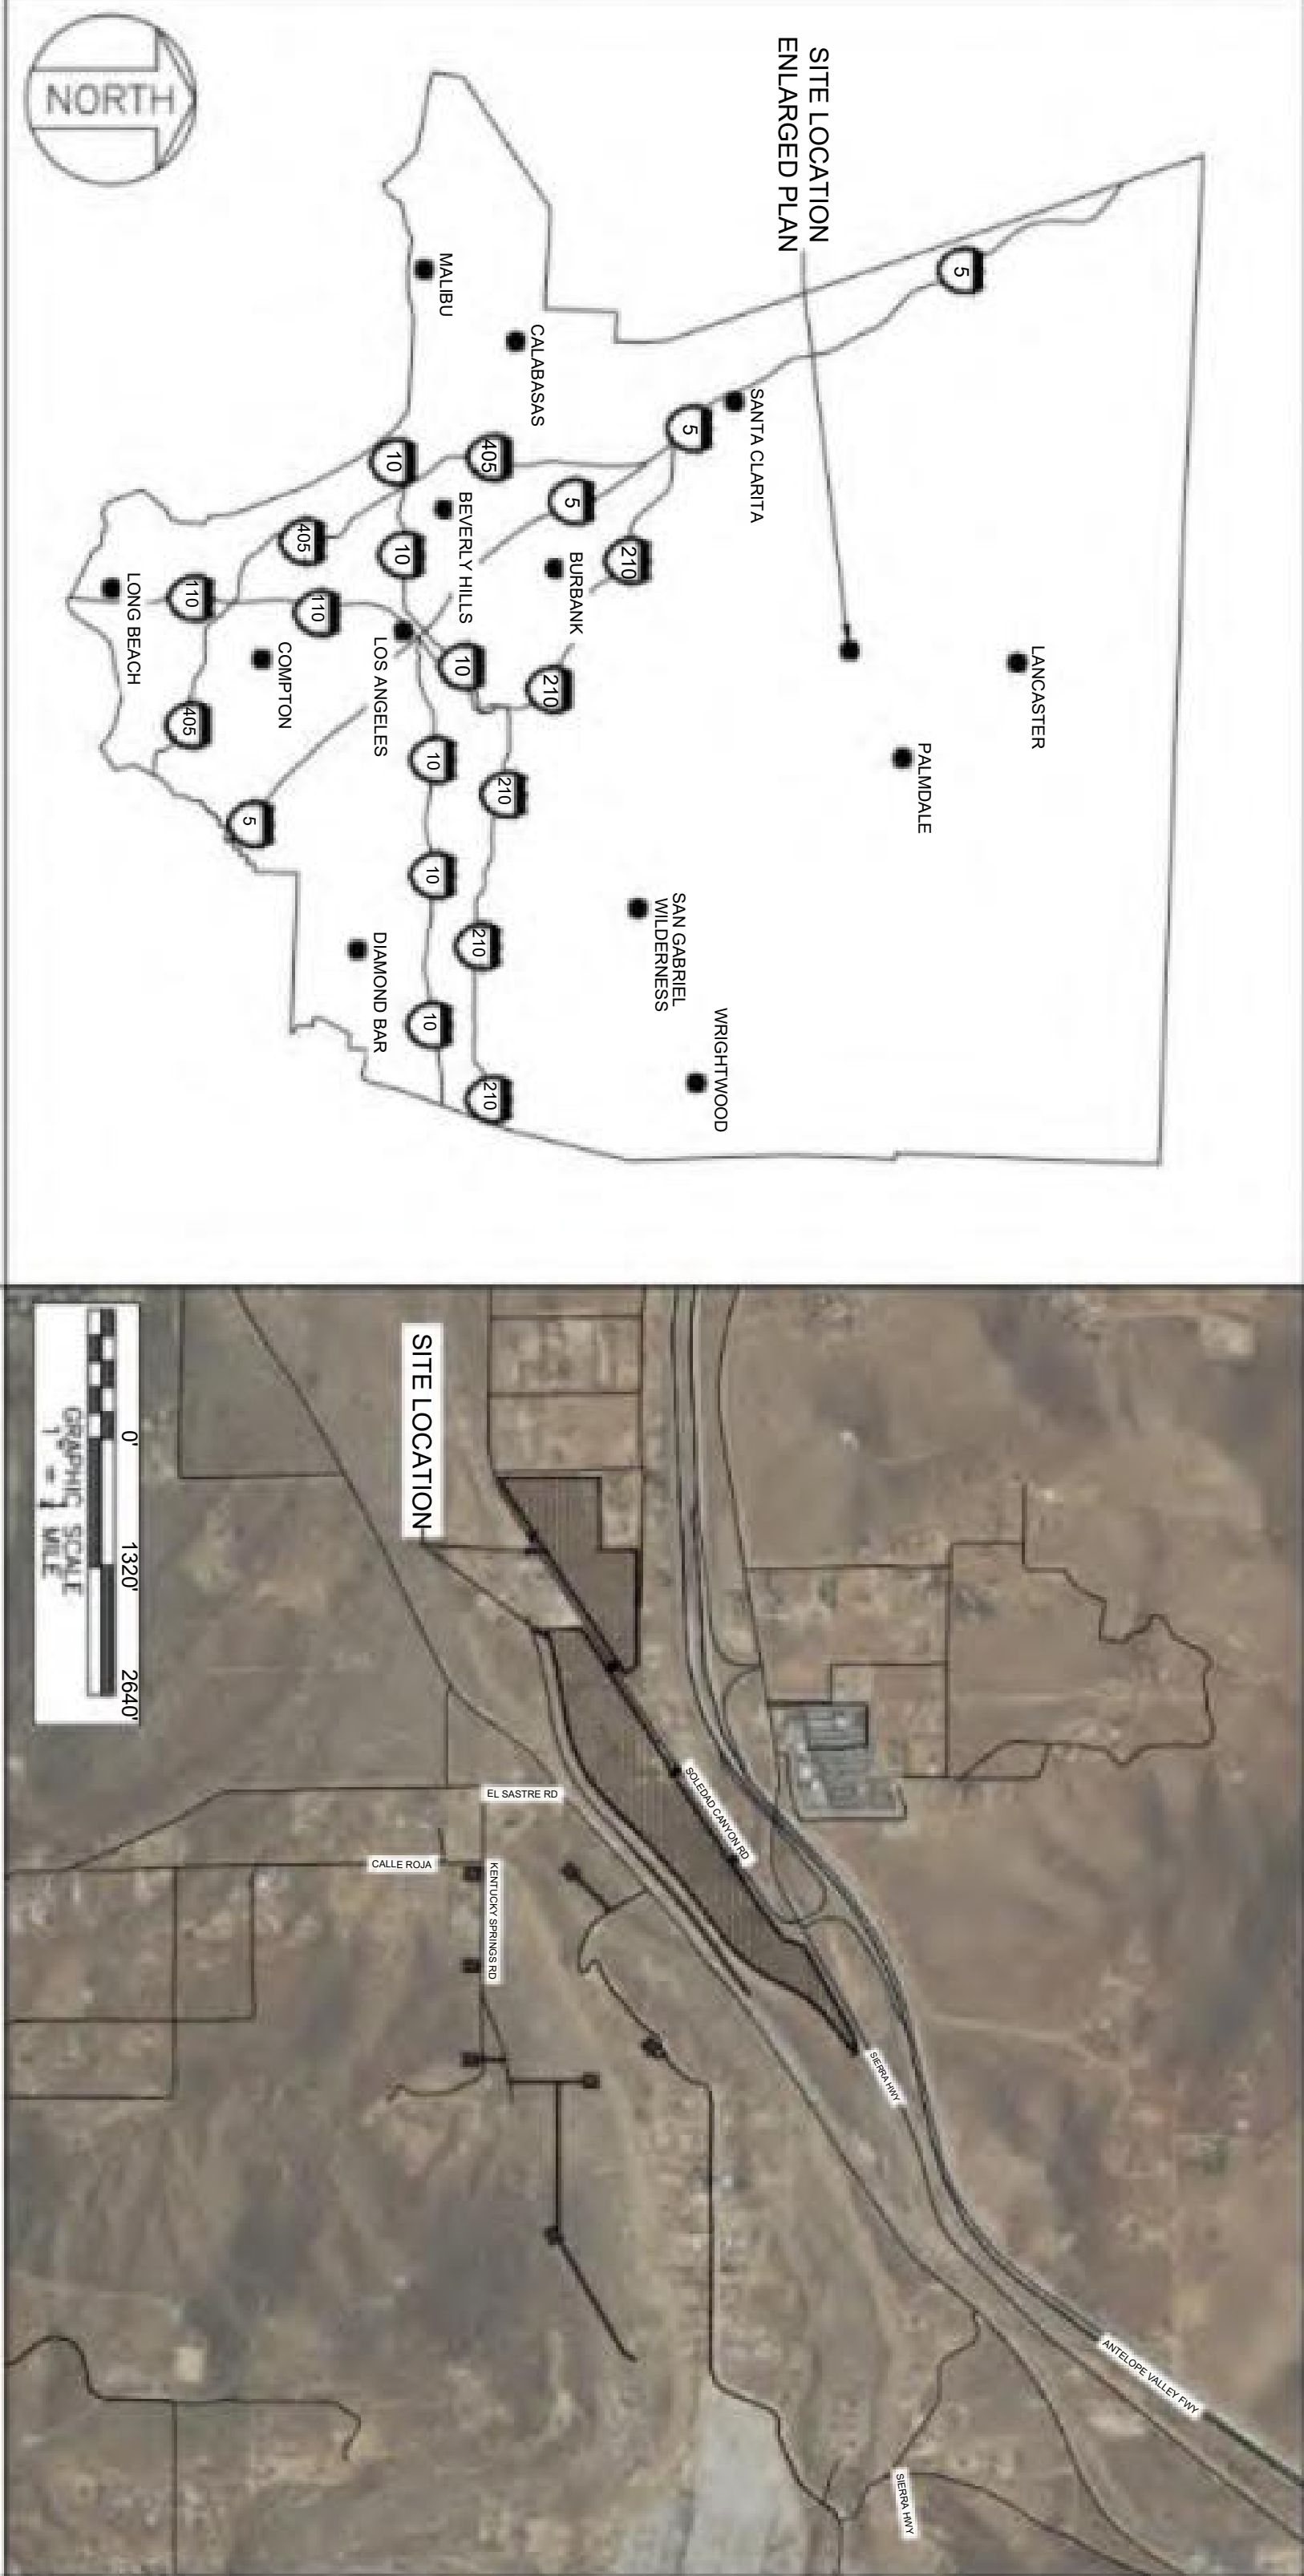 SITE LOCATION
ENLARGED PLAN
5
LANCASTER
PALMDALE
SANTA CLARITA
5
WRIGHTWOOD
SAN GABRIEL
WILDERNESS
210
5
BURBANK
210
CALABASAS
405
210
210
210
MALIBU
BEVERLY HILLS
10
10
10
10
10
10
LOS ANGELES
DIAMOND BAR
405
110
COMPTON
5
110
405
LONG BEACH
NORTH
ANTELOPE VALLEY FWY
SIERRA HWY
SIERRA HWY
SOLEDAD CANYON RD
EL SASTRE RD
KENTUCKY SPRINGS RD
SITE LOCATION
CALLE ROJA
0' 1320' 2640'
GRAPHIC SCALE